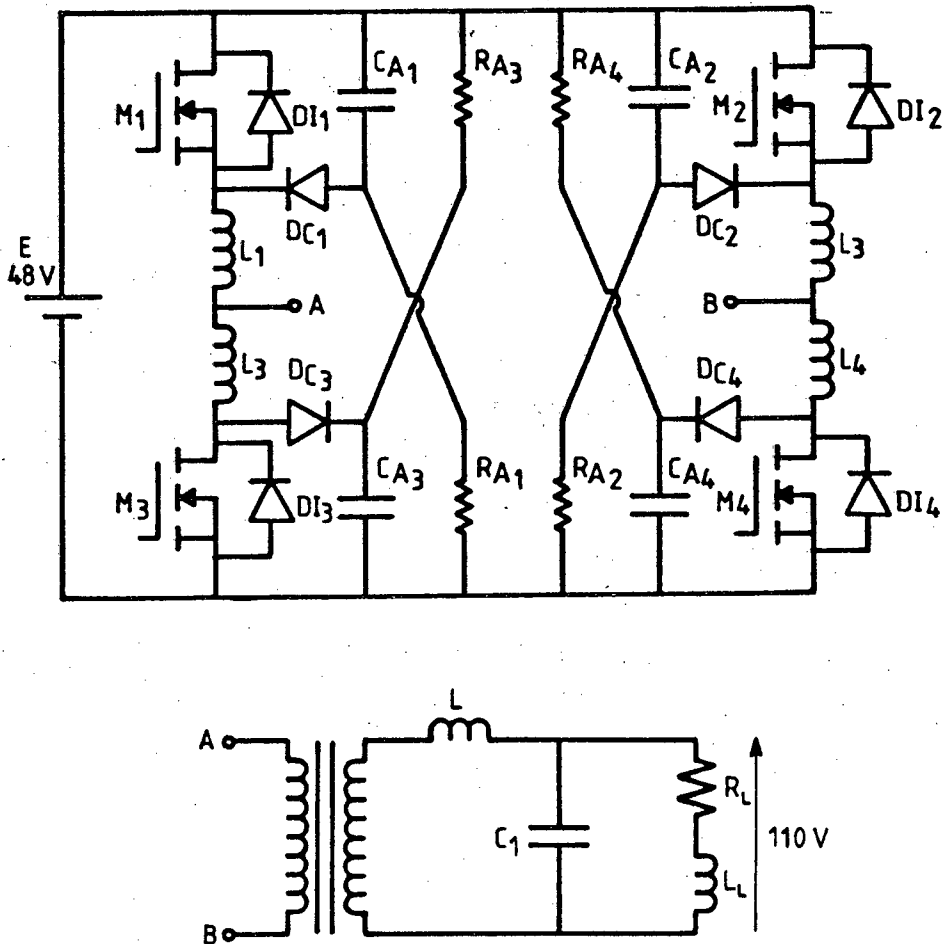 CA1
RA3
RA4
CA2
M1
DI1
M2
DI2
DC1
DC2
E
48V
L1
L3
A
B
L3
DC3
DC4
L4
M3
DI3
CA3
RA1
RA2
CA4
M4
DI4
L
A
RL
C1
110 V
LL
B